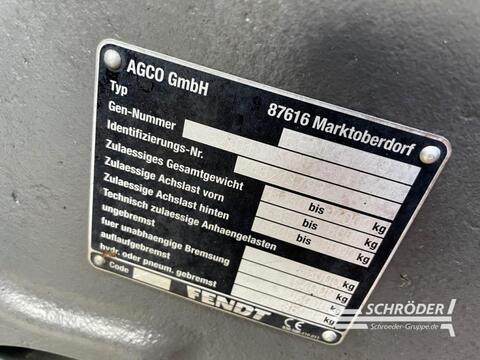 AGCO GmbH
87616 Marktoberdorf
Typ
Gen-Nummer
Identifizierungs-Nr.
Zulaessiges Gesamtgewicht
Zulaessige Achslast vorn bis kg
Zulaessige Achslast hinten bis kg
Technisch zulaessige Anhaengelasten bis kg
ungebremst kg
fuer unabhaengige Bremsung kg
auflaufgebremst kg
hydr. oder pneum. gebremst kg
Code
FENDT
CE
SCHRÖDER
Schroeder-Gruppe.de